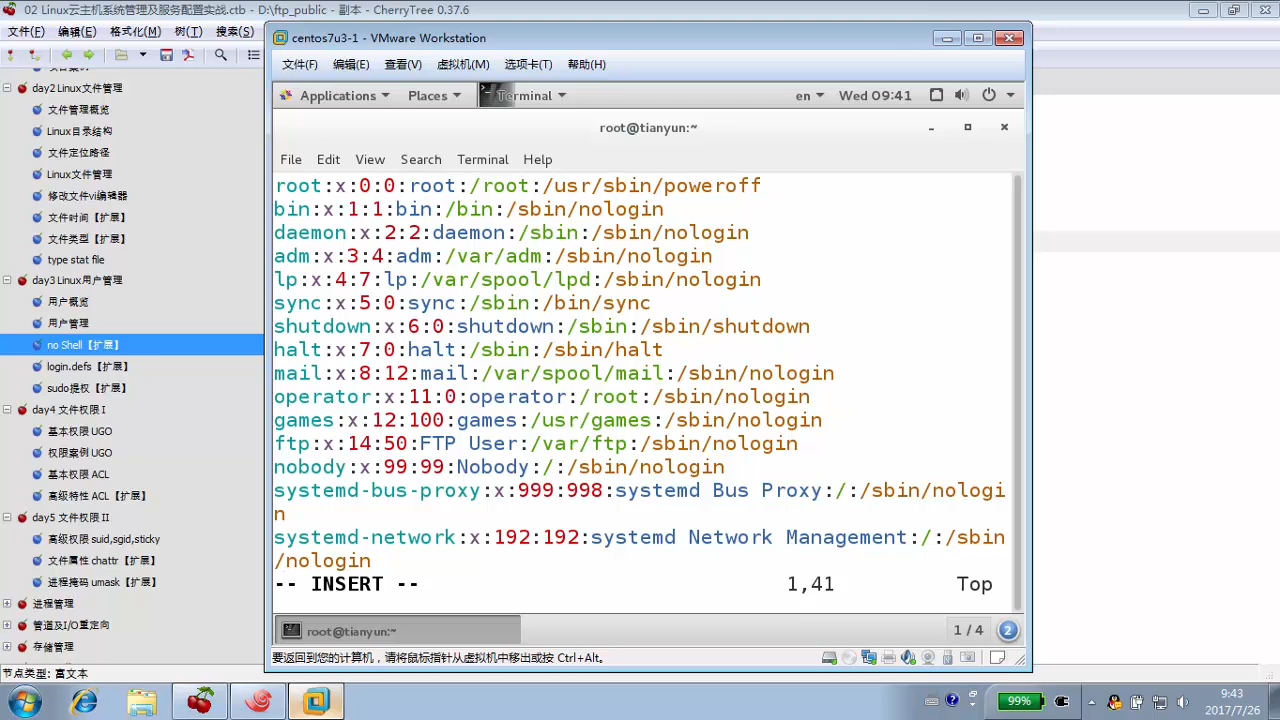 02 Linux云主机系统管理及服务配置实战.ctb - D:\ftp_public - 副本 - CherryTree 0.37.6
文件(F) 编辑(E) 格式化(M) 树(T) 搜索(S)
day2 Linux文件管理
文件管理概览
Linux目录结构
文件定位路径
Linux文件管理
修改文件vi编辑器
文件时间【扩展】
文件类型【扩展】
type stat file
day3 Linux用户管理
用户概览
用户管理
no Shell【扩展】
login.defs【扩展】
sudo提权【扩展】
day4 文件权限 I
基本权限 UGO
权限案例 UGO
基本权限 ACL
高级特性 ACL【扩展】
day5 文件权限 II
高级权限 suid,sgid,sticky
文件属性 chattr【扩展】
进程掩码 umask【扩展】
进程管理
管道及I/O重定向
存储管理
节点类型: 富文本
centos7u3-1 - VMware Workstation
文件(F) 编辑(E) 查看(V) 虚拟机(M) 选项卡(T) 帮助(H)
Applications Places Terminal en Wed 09:41
root@tianyun:~
File Edit View Search Terminal Help
root:x:0:0:root:/root:/usr/sbin/poweroff
bin:x:1:1:bin:/bin:/sbin/nologin
daemon:x:2:2:daemon:/sbin:/sbin/nologin
adm:x:3:4:adm:/var/adm:/sbin/nologin
lp:x:4:7:lp:/var/spool/lpd:/sbin/nologin
sync:x:5:0:sync:/sbin:/bin/sync
shutdown:x:6:0:shutdown:/sbin:/sbin/shutdown
halt:x:7:0:halt:/sbin:/sbin/halt
mail:x:8:12:mail:/var/spool/mail:/sbin/nologin
operator:x:11:0:operator:/root:/sbin/nologin
games:x:12:100:games:/usr/games:/sbin/nologin
ftp:x:14:50:FTP User:/var/ftp:/sbin/nologin
nobody:x:99:99:Nobody:/:/sbin/nologin
systemd-bus-proxy:x:999:998:systemd Bus Proxy:/:/sbin/nologi
n
systemd-network:x:192:192:systemd Network Management:/:/sbin
/nologin
-- INSERT -- 1,41 Top
root@tianyun:~ 1 / 4 2
要返回到您的计算机，请将鼠标指针从虚拟机中移出或按 Ctrl+Alt。
99% 9:43
2017/7/26